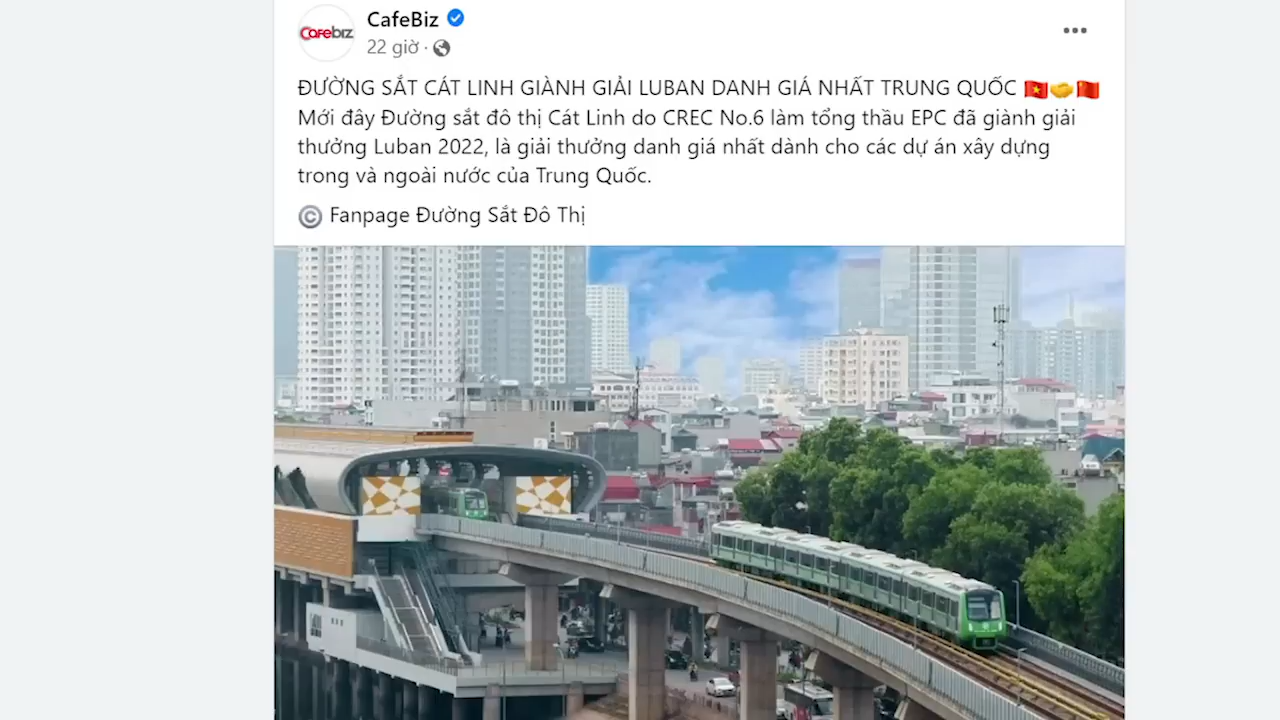 CafeBiz
Cafebiz
22 giờ ·
ĐƯỜNG SẮT CÁT LINH GIÀNH GIẢI LUBAN DANH GIÁ NHẤT TRUNG QUỐC 🇻🇳🤝🇨🇳
Mới đây Đường sắt đô thị Cát Linh do CREC No.6 làm tổng thầu EPC đã giành giải
thưởng Luban 2022, là giải thưởng danh giá nhất dành cho các dự án xây dựng
trong và ngoài nước của Trung Quốc.
© Fanpage Đường Sắt Đô Thị